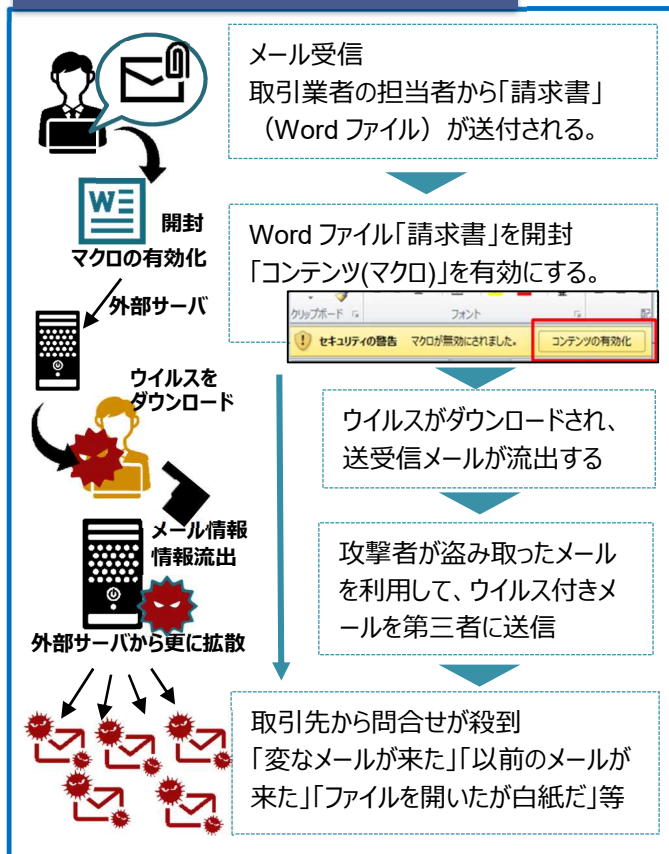 メール受信
取引業者の担当者から「請求書」
（Word ファイル）が送付される。
W
開封
マクロの有効化
Word ファイル「請求書」を開封
「コンテンツ(マクロ)」を有効にする。
クリップボード
フォント
配
セキュリティの警告 マクロが無効にされました。 コンテンツの有効化
外部サーバ
ウイルスを
ダウンロード
ウイルスがダウンロードされ、
送受信メールが流出する
メール情報
情報流出
攻撃者が盗み取ったメール
を利用して、ウイルス付きメ
ールを第三者に送信
外部サーバから更に拡散
取引先から問合せが殺到
「変なメールが来た」「以前のメールが
来た」「ファイルを開いたが白紙だ」等